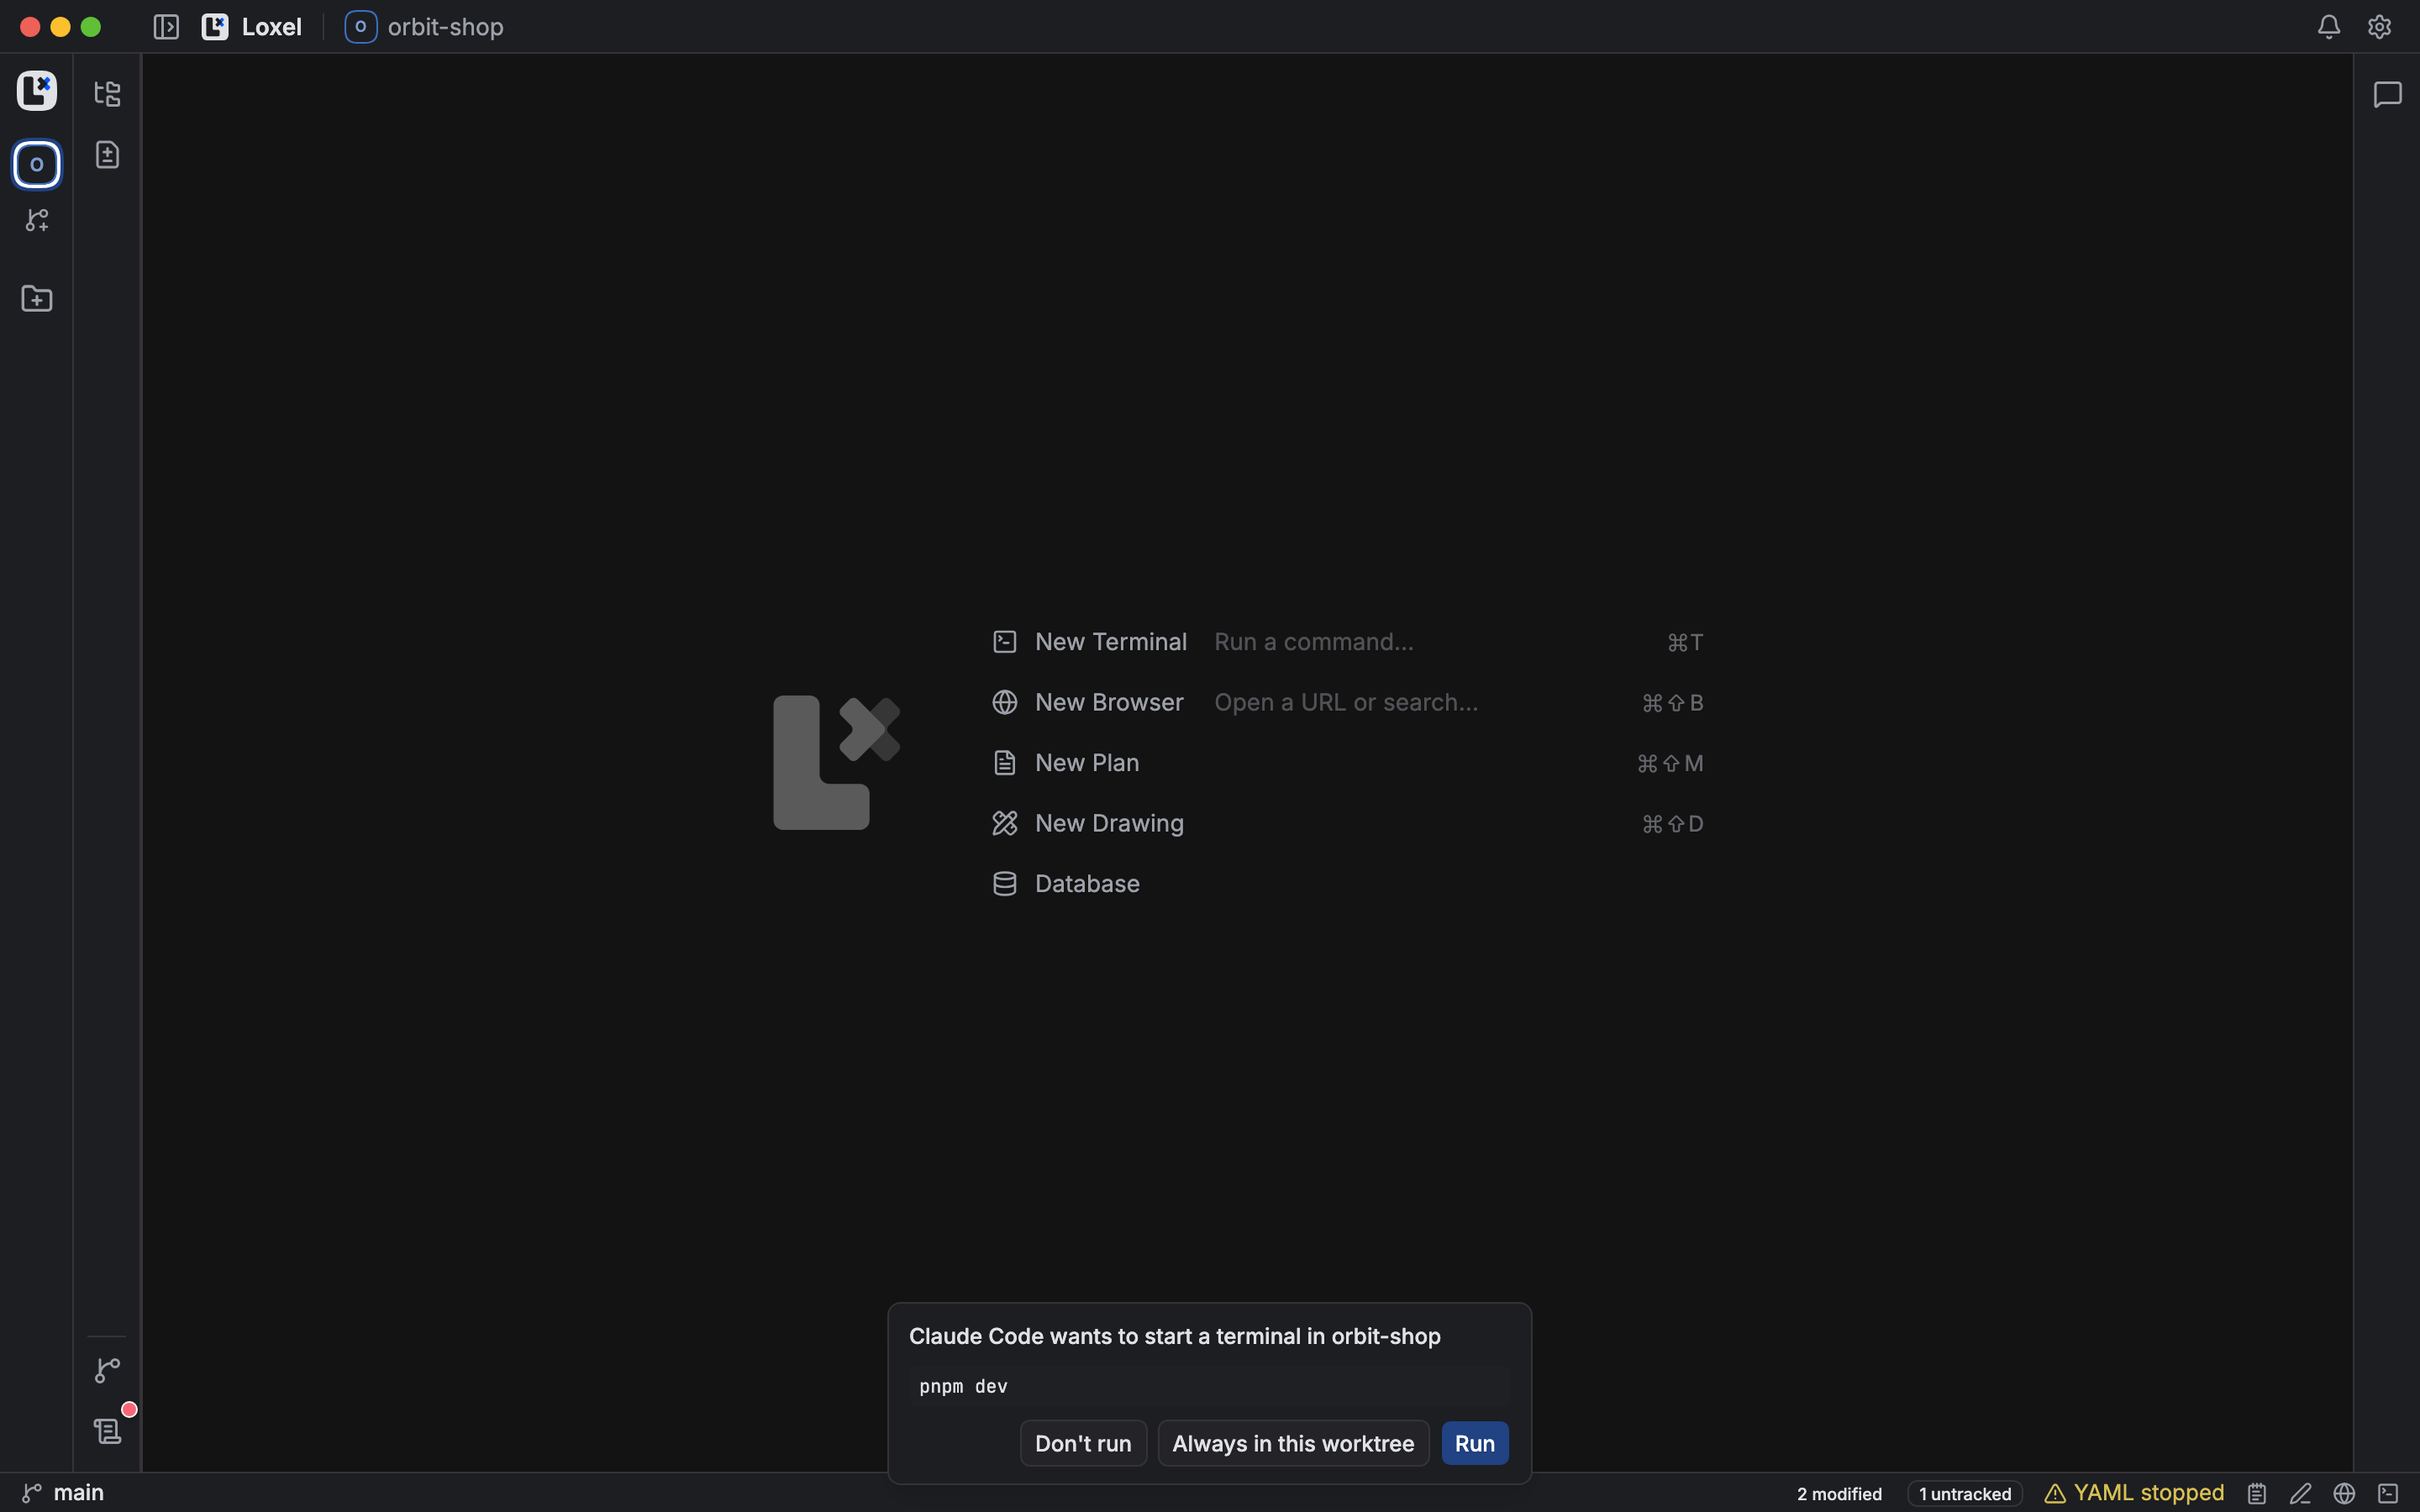 Loxel
O orbit-shop
O
New Terminal Run a command... ⌘T
New Browser Open a URL or search... ⌘⇧B
New Plan ⌘⇧M
New Drawing ⌘⇧D
Database
Claude Code wants to start a terminal in orbit-shop
pnpm dev
Don't run Always in this worktree Run
main 2 modified 1 untracked YAML stopped